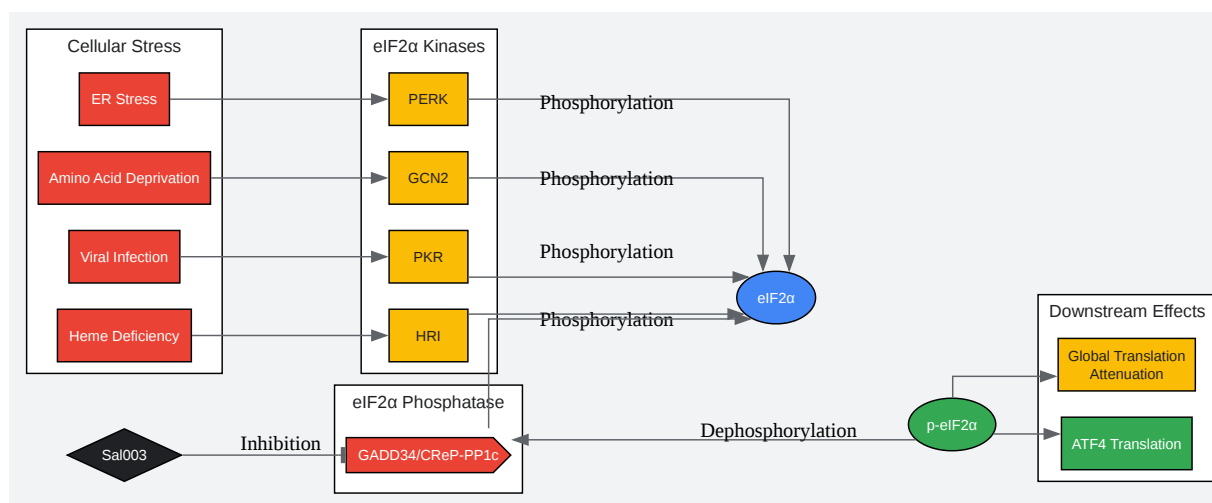 Cellular Stress
eIF2α Kinases
ER Stress
PERK
Phosphorylation
Amino Acid Deprivation
GCN2
Phosphorylation
Viral Infection
PKR
Phosphorylation
eIF2α
Heme Deficiency
HRI
Phosphorylation
Downstream Effects
Global Translation
Attenuation
eIF2α Phosphatase
p-eIF2α
Dephosphorylation
ATF4 Translation
Sal003
Inhibition
GADD34/CReP-PP1c